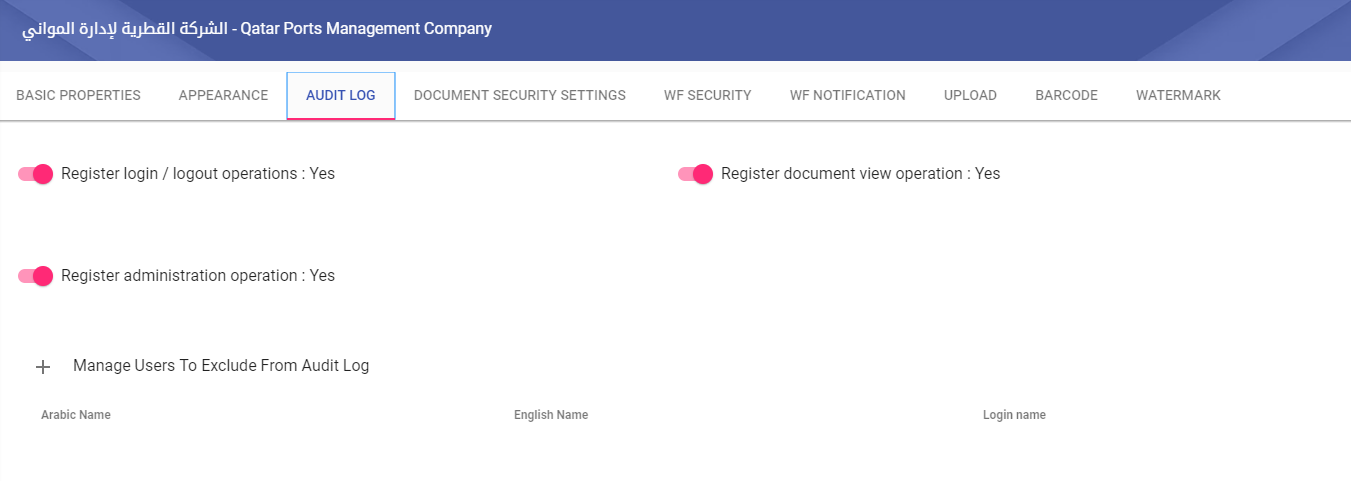 الشركة القطرية لإدارة المواني - Qatar Ports Management Company
BASIC PROPERTIES APPEARANCE AUDIT LOG DOCUMENT SECURITY SETTINGS WF SECURITY WF NOTIFICATION UPLOAD BARCODE WATERMARK
Register login / logout operations : Yes Register document view operation : Yes
Register administration operation : Yes
Manage Users To Exclude From Audit Log
Arabic Name English Name Login name